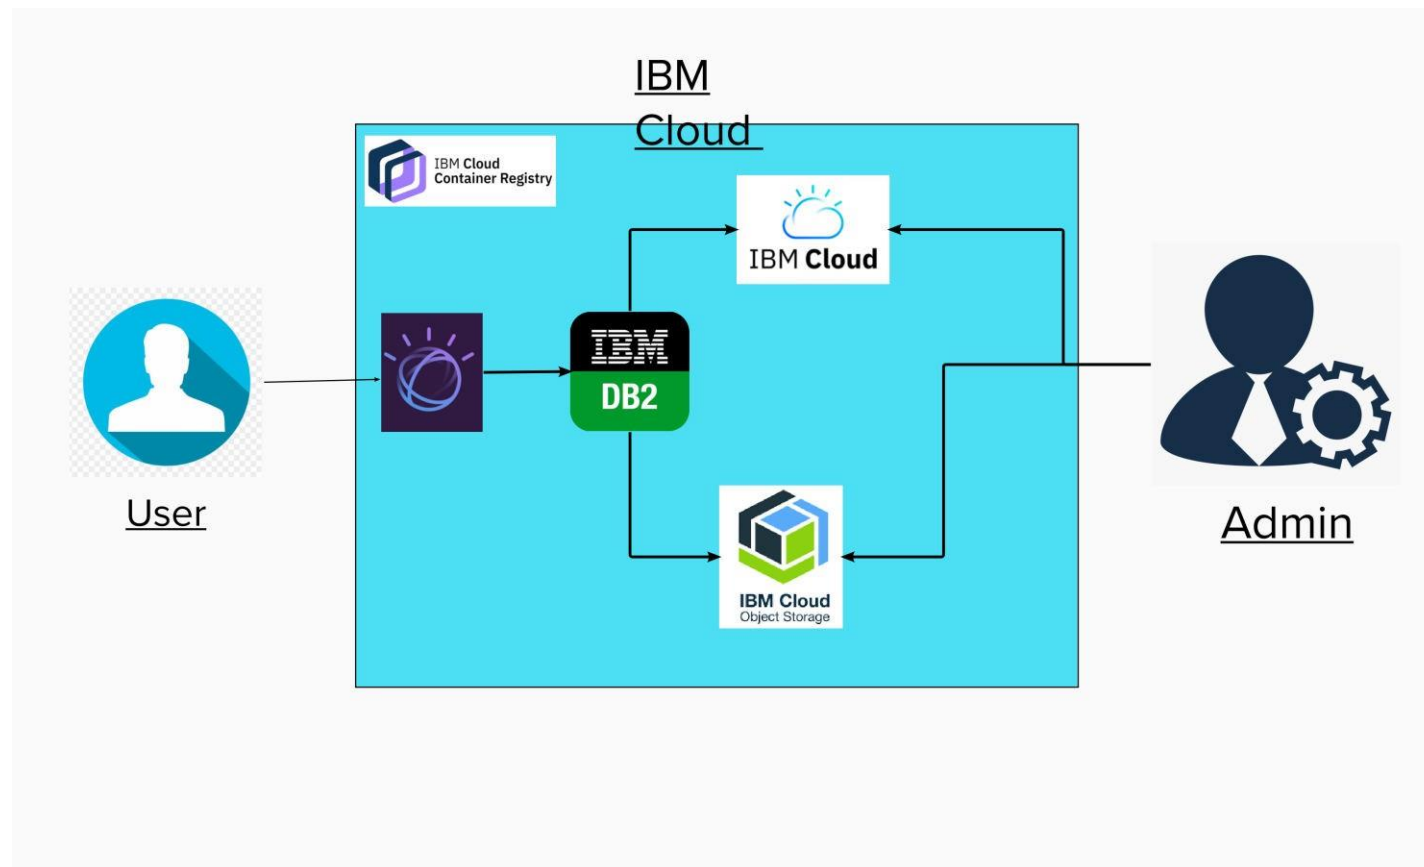 IBM
Cloud
IBM Cloud
Container Registry
IBM Cloud
IBM
DB2
User
Admin
IBM Cloud
Object Storage